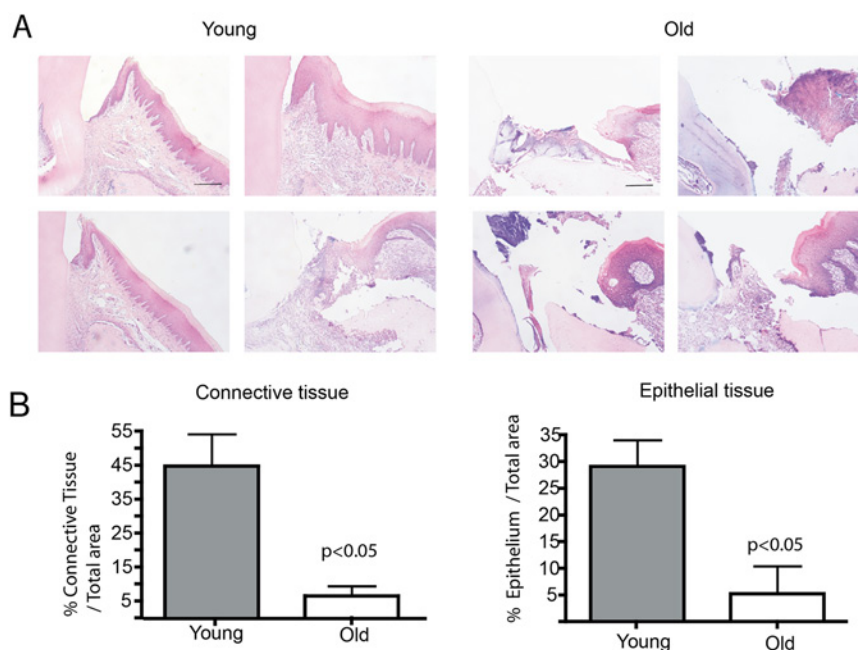 A
Young
Old
B
Connective tissue
% Connective Tissue
/ Total area
55
45
35
25
15
5
p<0.05
Young
Old
Epithelial tissue
% Epithelium / Total area
35
30
25
20
15
10
5
p<0.05
Young
Old